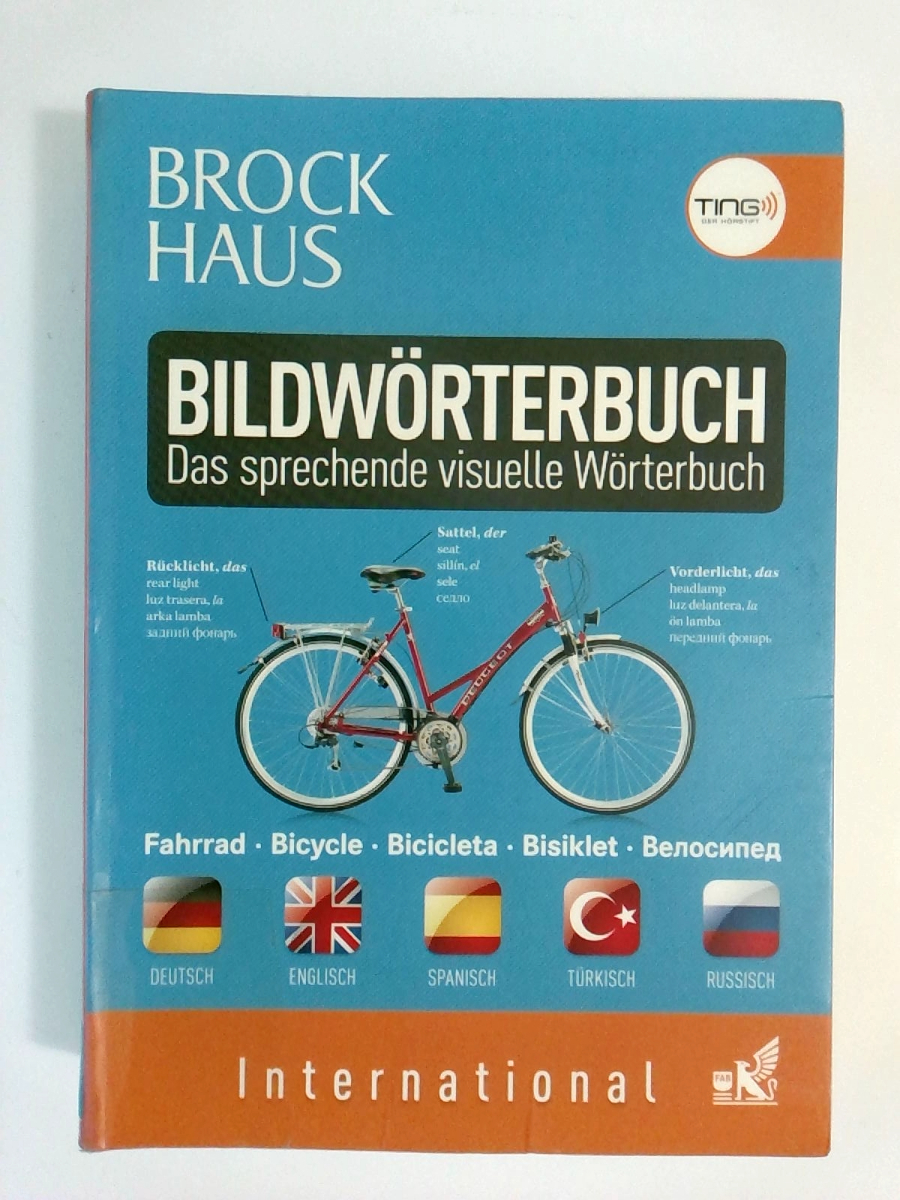 BROCK
HAUS
TING
DER HÖRSTIFT
BILDWÖRTERBUCH
Das sprechende visuelle Wörterbuch
Rücklicht, das
rear light
luz trasera, la
arka lamba
задний фонарь
Sattel, der
seat
sillín, el
sele
седло
Vorderlicht, das
headlamp
luz delantera, la
ön lamba
передний фонарь
PEUGEOT
Fahrrad · Bicycle · Bicicleta · Bisiklet · Велосипед
DEUTSCH
ENGLISCH
SPANISCH
TÜRKISCH
RUSSISCH
International
FAB